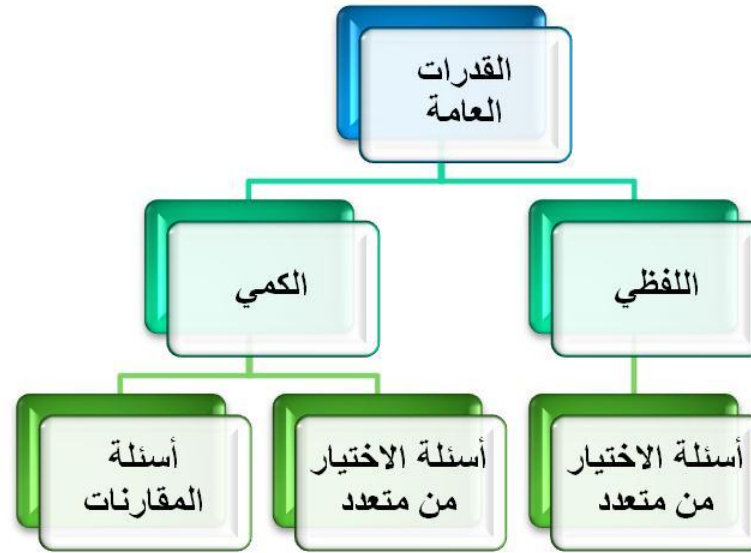 القدرات
العامة
اللفظي
الكمي
أسئلة الاختيار
من متعدد
أسئلة الاختيار
من متعدد
أسئلة
المقارنات